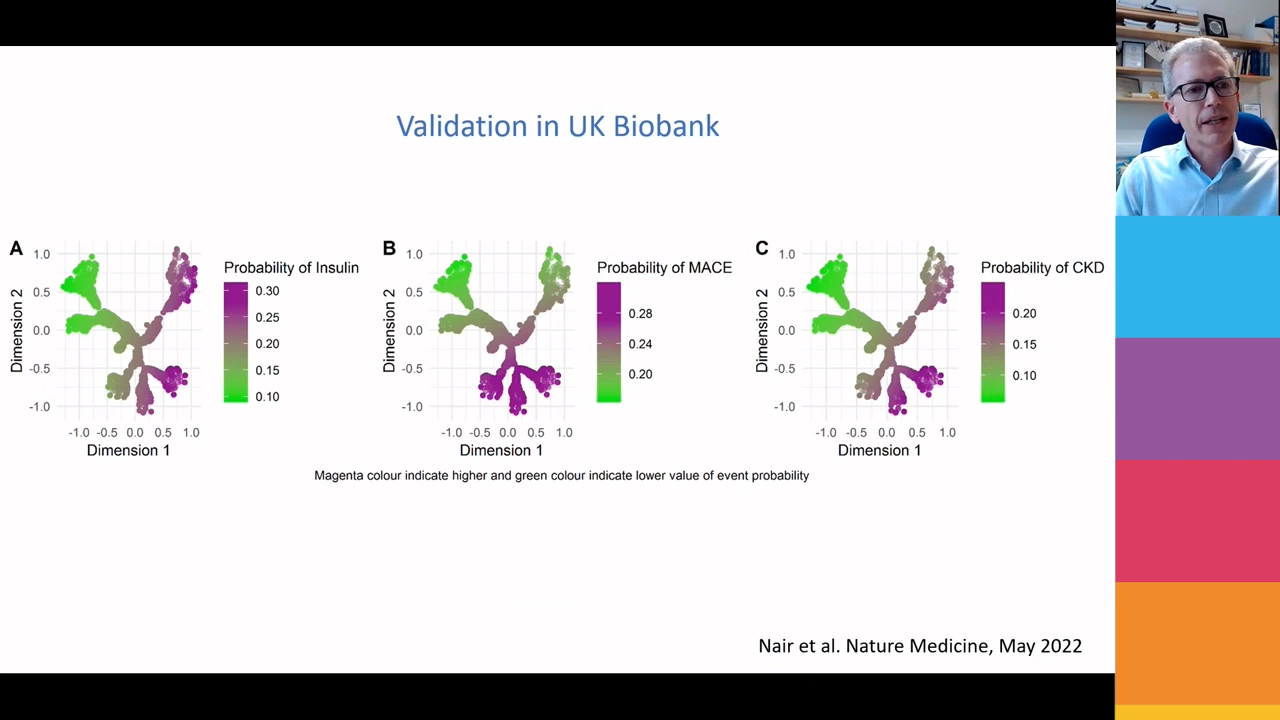 Validation in UK Biobank
A
1.0
0.5
0.0
-0.5
-1.0
Dimension 2
-1.0 -0.5 0.0 0.5 1.0
Dimension 1
Probability of Insulin
0.30
0.25
0.20
0.15
0.10
B
1.0
0.5
0.0
-0.5
-1.0
Dimension 2
-1.0 -0.5 0.0 0.5 1.0
Dimension 1
Probability of MACE
0.28
0.24
0.20
C
1.0
0.5
0.0
-0.5
-1.0
Dimension 2
-1.0 -0.5 0.0 0.5 1.0
Dimension 1
Probability of CKD
0.20
0.15
0.10
Magenta colour indicate higher and green colour indicate lower value of event probability
Nair et al. Nature Medicine, May 2022